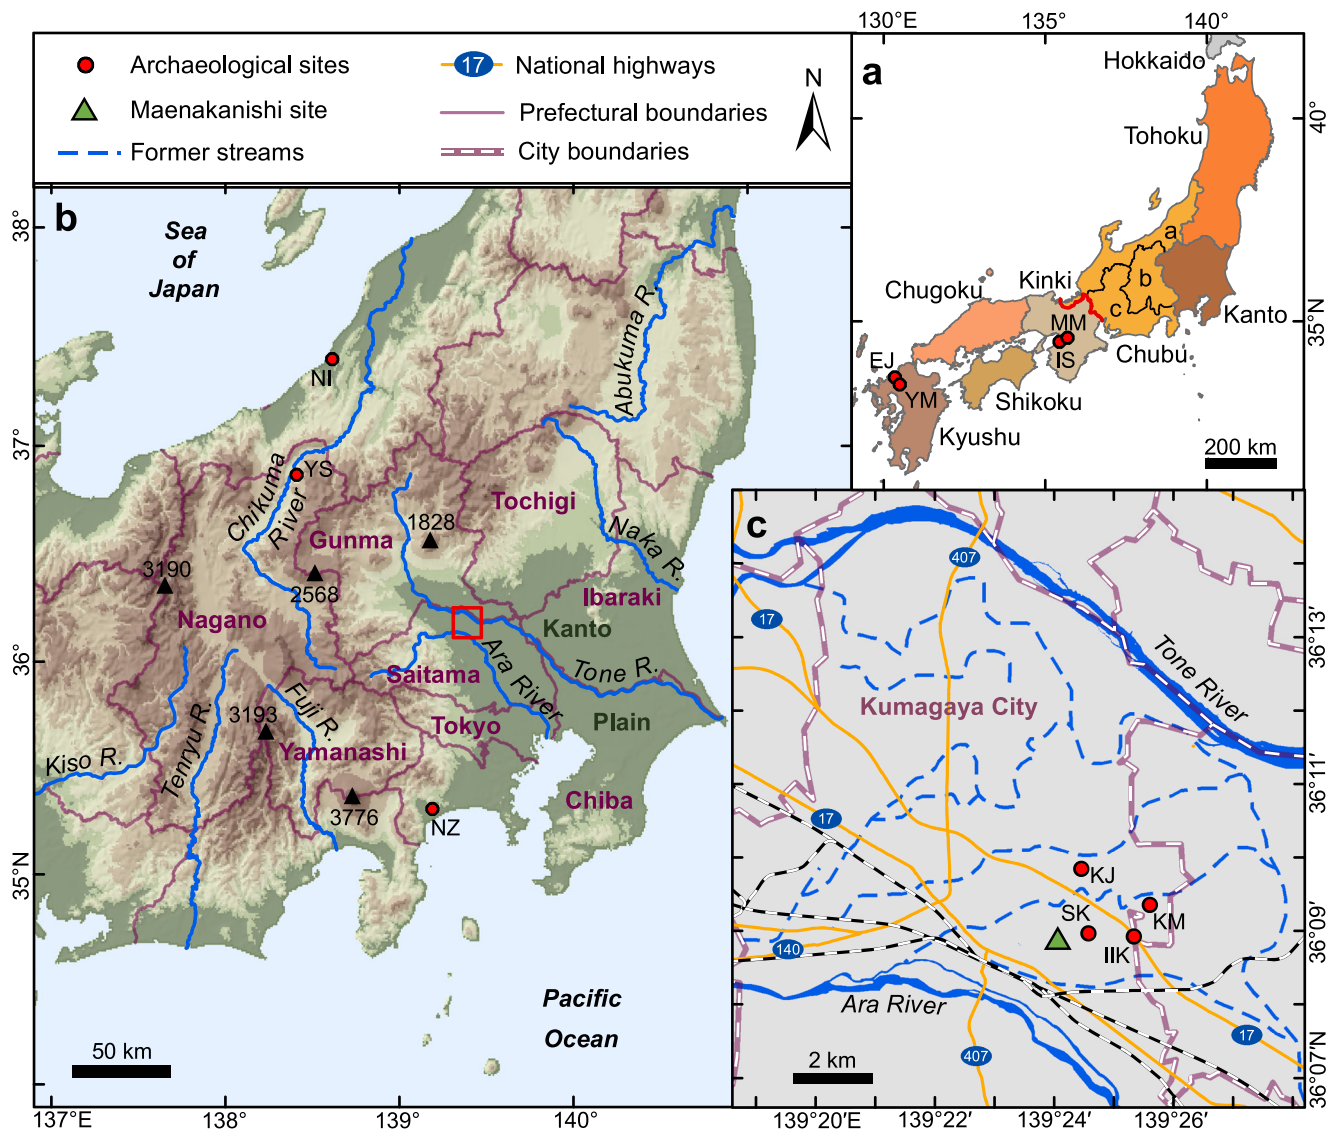 Archaeological sites
Maenakanishi site
Former streams
17
National highways
Prefectural boundaries
City boundaries
N
a
130°E
135°
140°
40°
35°N
Hokkaido
Tohoku
a
b
c
Kinki
Chugoku
Kanto
MM
Chubu
IS
EJ
YM
Shikoku
Kyushu
200 km
b
38°
37°
36°
35°N
137°E
138°
139°
140°
Sea
of
Japan
Abukuma R.
NI
YS
Chikuma
River
1828
Tochigi
Gunma
Naka R.
3190
2568
Ibaraki
Nagano
Kanto
Ara River
Saitama
Tone R.
Fuji R.
3193
Tokyo
Plain
Tenryu R.
Yamanashi
Kiso R.
Chiba
3776
NZ
Pacific
Ocean
50 km
c
407
17
Tone River
Kumagaya City
17
KJ
SK
KM
IIK
140
Ara River
17
407
2 km
36°13′
36°11′
36°09′
36°07′N
139°20′E
139°22′
139°24′
139°26′